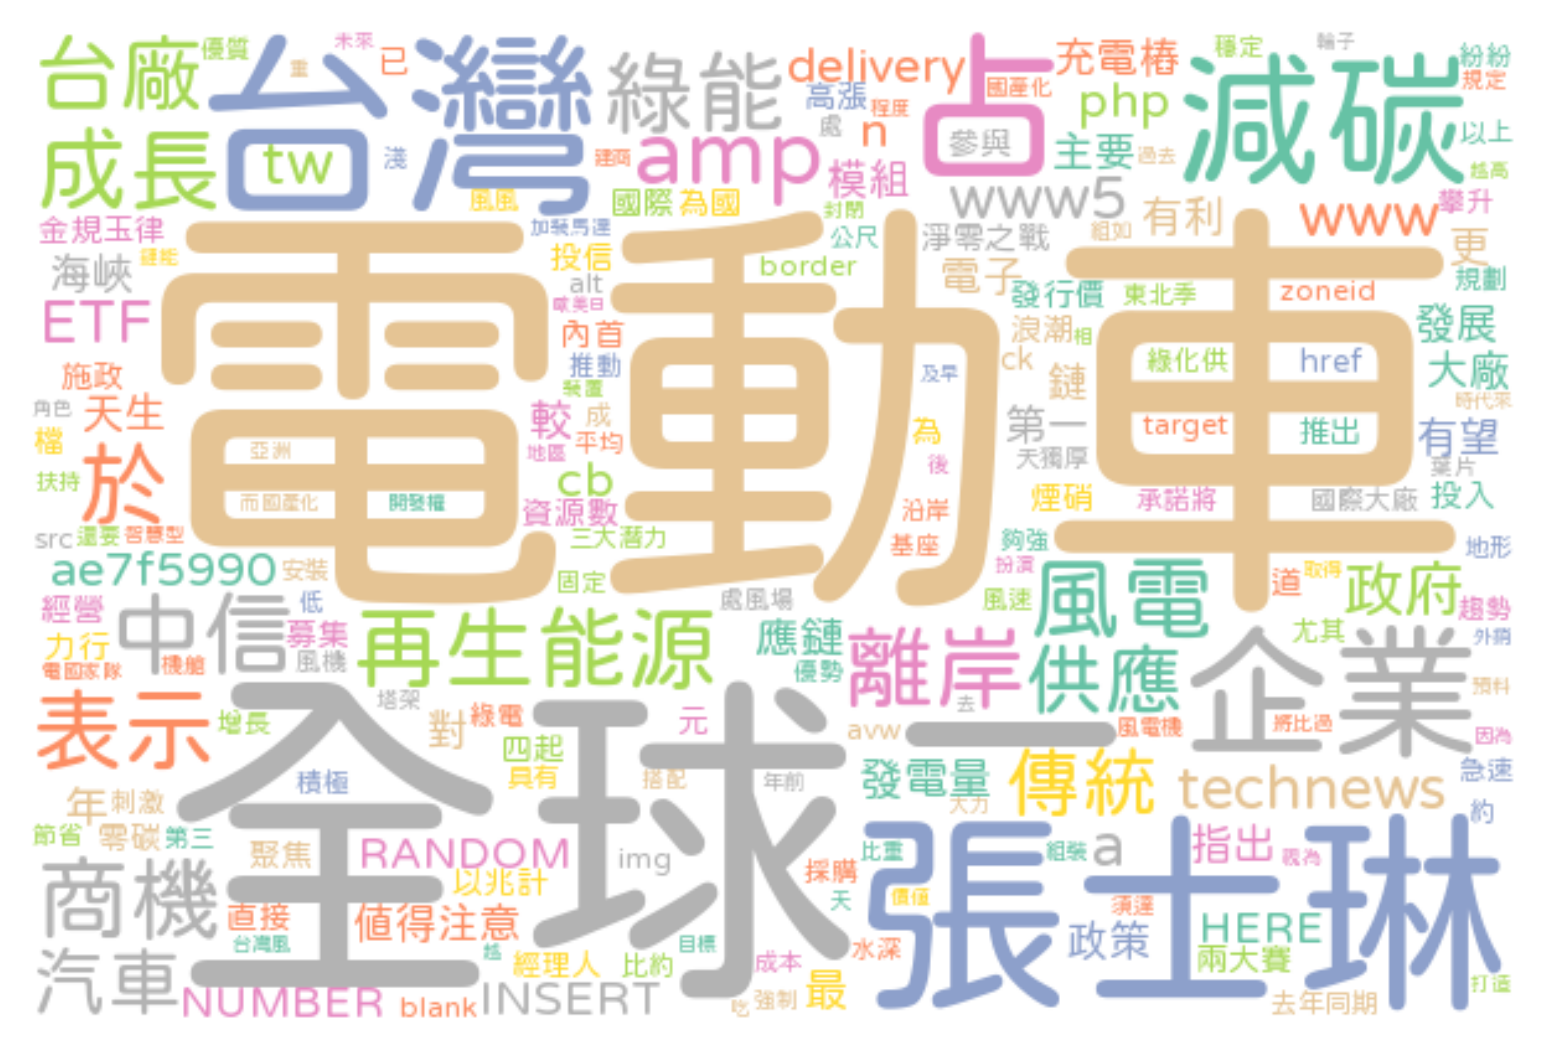 台廠
優質
台灣
重
未來
已
綠能
delivery
占
充電樁
國產化
穩定
輪子
減碳
紛紛
規定
高漲
程度
php
以上
成長
tw
淺
建商
amp
處
n
參與
主要
過去
越高
模組
風風
國際
為國
封閉
www5
有利
www
攀升
金規玉律
加裝馬達
公尺
淨零之戰
組如
更
海峽
投信
border
電子
規劃
電動車
alt
發行價
東北季
zoneid
ETF
歐美日
內首
浪潮
相
發展
推動
ck
綠化供
href
大廠
施政
裝置
及早
鏈
時代來
角色
天生
較
成
第一
target
推出
有望
檔
平均
為
天獨厚
葉片
亞洲
地區
後
扶持
於
cb
煙硝
承諾將
國際大廠
投入
而國產化
開發權
資源數
沿岸
src
還要
智慧型
三大潛力
基座
夠強
地形
ae7f5990
安裝
固定
扮演
風電
道
取得
政府
經營
中信
低
處風場
風速
趨勢
力行
募集
再生能源
應鏈
離岸
尤其
外銷
電國家隊
機艙
風機
優勢
供應
企業
預料
表示
增長
全球
塔架
對
綠電
元
去
avw
一
風電機
將比過
因為
四起
積極
具有
搭配
年前
發電量
傳統
technews
急速
年
刺激
大力
約
節省
零碳
第三
聚焦
RANDOM
img
比重
組裝
a
指出
視為
商機
以兆計
採購
張士琳
直接
值得注意
天
價值
須達
HERE
台灣風
越
目標
水深
政策
兩大賽
汽車
經理人
比約
成本
最
打造
NUMBER
blank
INSERT
吃
強制
去年同期